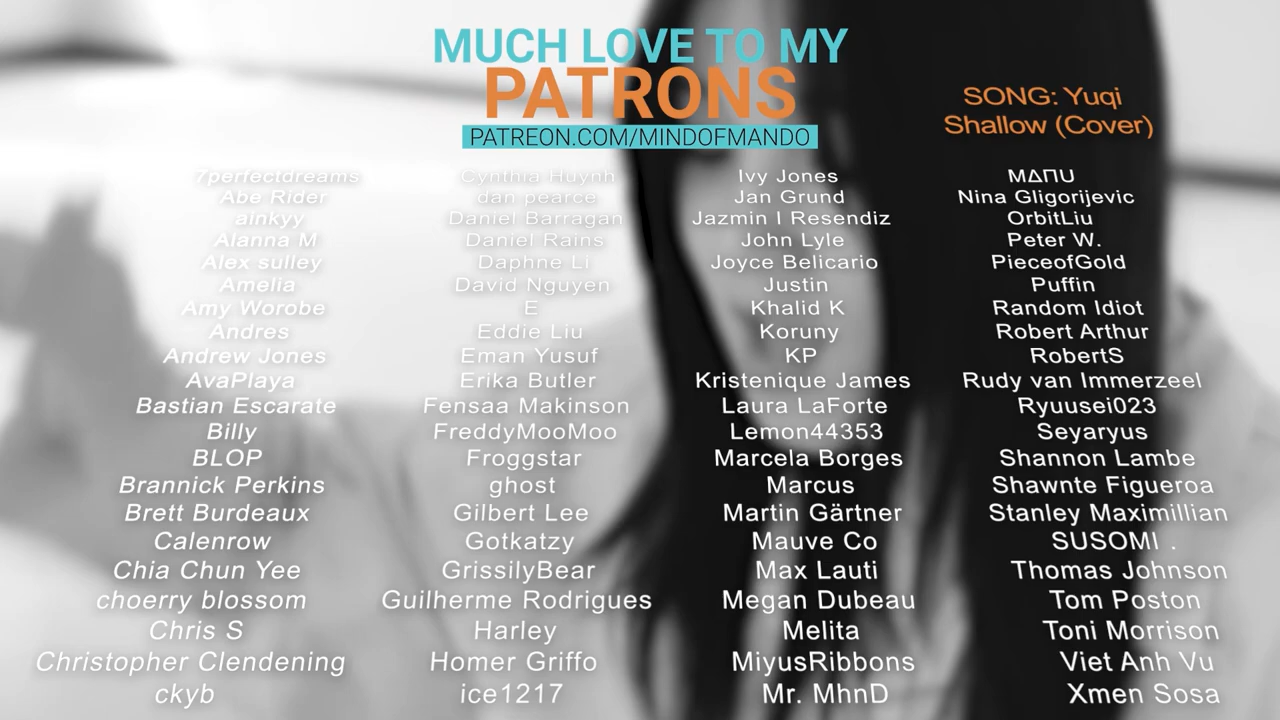 MUCH LOVE TO MY
PATRONS
PATREON.COM/MINDOFMANDO
SONG: Yuqi
Shallow (Cover)
7perfectdreams
Abe Rider
ainkyy
Alanna M
Alex sulley
Amelia
Amy Worobe
Andres
Andrew Jones
AvaPlaya
Bastian Escarate
Billy
BLOP
Brannick Perkins
Brett Burdeaux
Calenrow
Chia Chun Yee
choerry blossom
Chris S
Christopher Clendening
ckyb
Cynthia Huynh
dan pearce
Daniel Barragan
Daniel Rains
Daphne Li
David Nguyen
E
Eddie Liu
Eman Yusuf
Erika Butler
Fensaa Makinson
FreddyMooMoo
Froggstar
ghost
Gilbert Lee
Gotkatzy
GrissilyBear
Guilherme Rodrigues
Harley
Homer Griffo
ice1217
Ivy Jones
Jan Grund
Jazmin I Resendiz
John Lyle
Joyce Belicario
Justin
Khalid K
Koruny
KP
Kristenique James
Laura LaForte
Lemon44353
Marcela Borges
Marcus
Martin Gärtner
Mauve Co
Max Lauti
Megan Dubeau
Melita
MiyusRibbons
Mr. MhnD
MΔΠU
Nina Gligorijevic
OrbitLiu
Peter W.
PieceofGold
Puffin
Random Idiot
Robert Arthur
RobertS
Rudy van Immerzeel
Ryuusei023
Seyaryus
Shannon Lambe
Shawnte Figueroa
Stanley Maximillian
SUSOMI .
Thomas Johnson
Tom Poston
Toni Morrison
Viet Anh Vu
Xmen Sosa